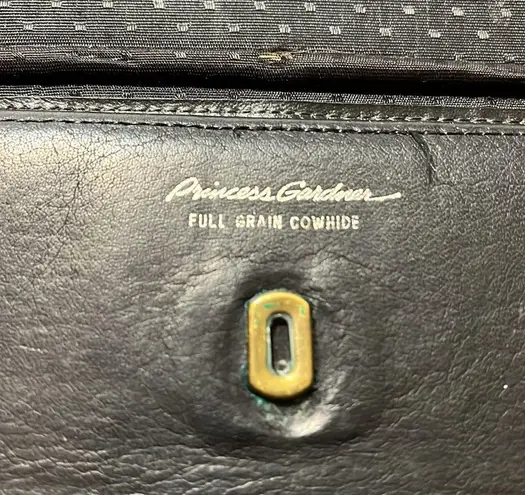 Princess Gardner
FULL GRAIN COWHIDE